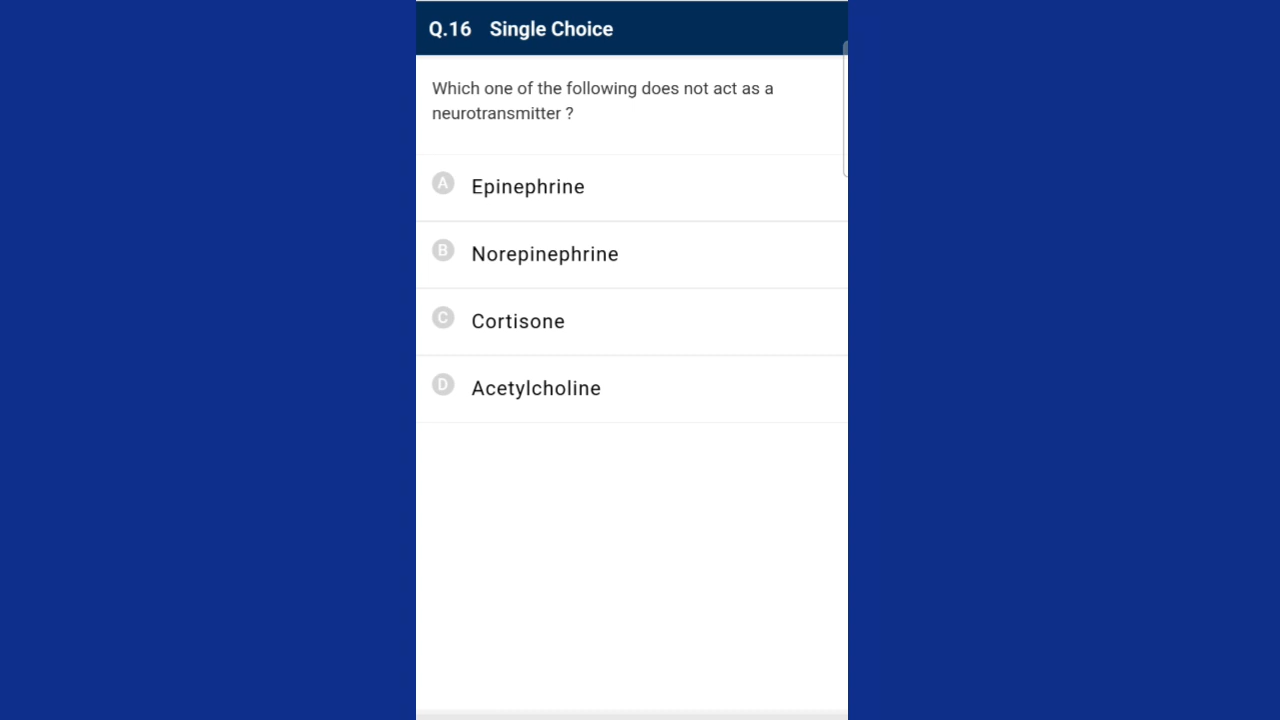 Q.16 Single Choice
Which one of the following does not act as a
neurotransmitter ?
A Epinephrine
B Norepinephrine
C Cortisone
D Acetylcholine